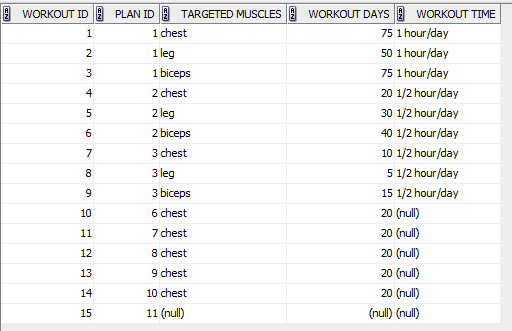 WORKOUT ID PLAN ID TARGETED MUSCLES WORKOUT DAYS WORKOUT TIME
1 1 chest 75 1 hour/day
2 1 leg 50 1 hour/day
3 1 biceps 75 1 hour/day
4 2 chest 20 1/2 hour/day
5 2 leg 30 1/2 hour/day
6 2 biceps 40 1/2 hour/day
7 3 chest 10 1/2 hour/day
8 3 leg 5 1/2 hour/day
9 3 biceps 15 1/2 hour/day
10 6 chest 20 (null)
11 7 chest 20 (null)
12 8 chest 20 (null)
13 9 chest 20 (null)
14 10 chest 20 (null)
15 11 (null) (null) (null)